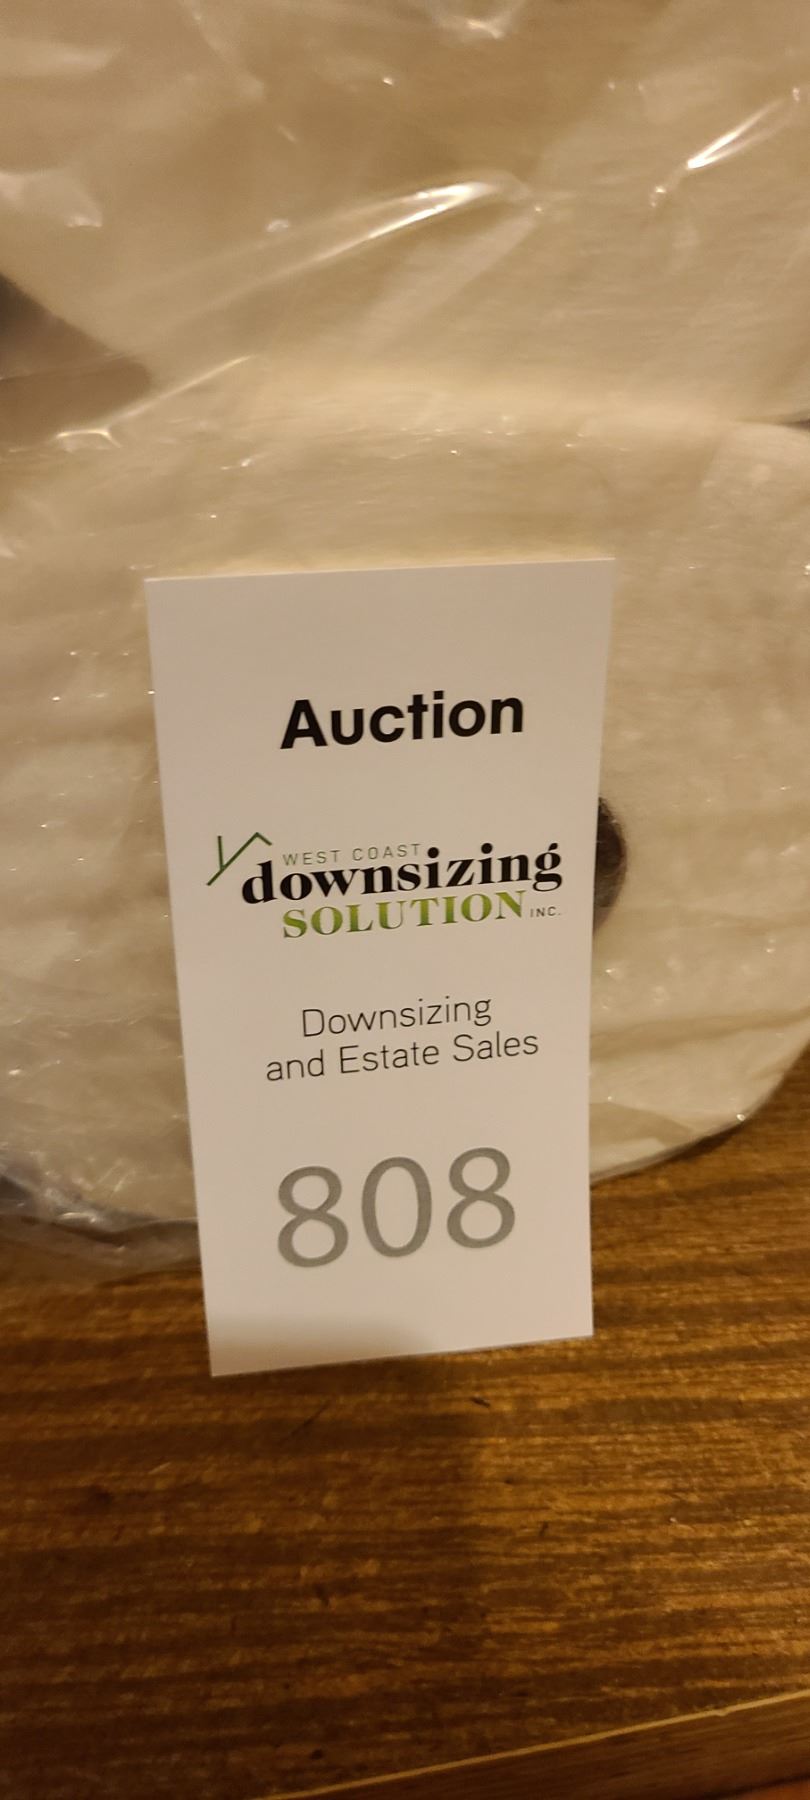 Auction
WEST COAST
downsizing
SOLUTION INC.
Downsizing
and Estate Sales
808